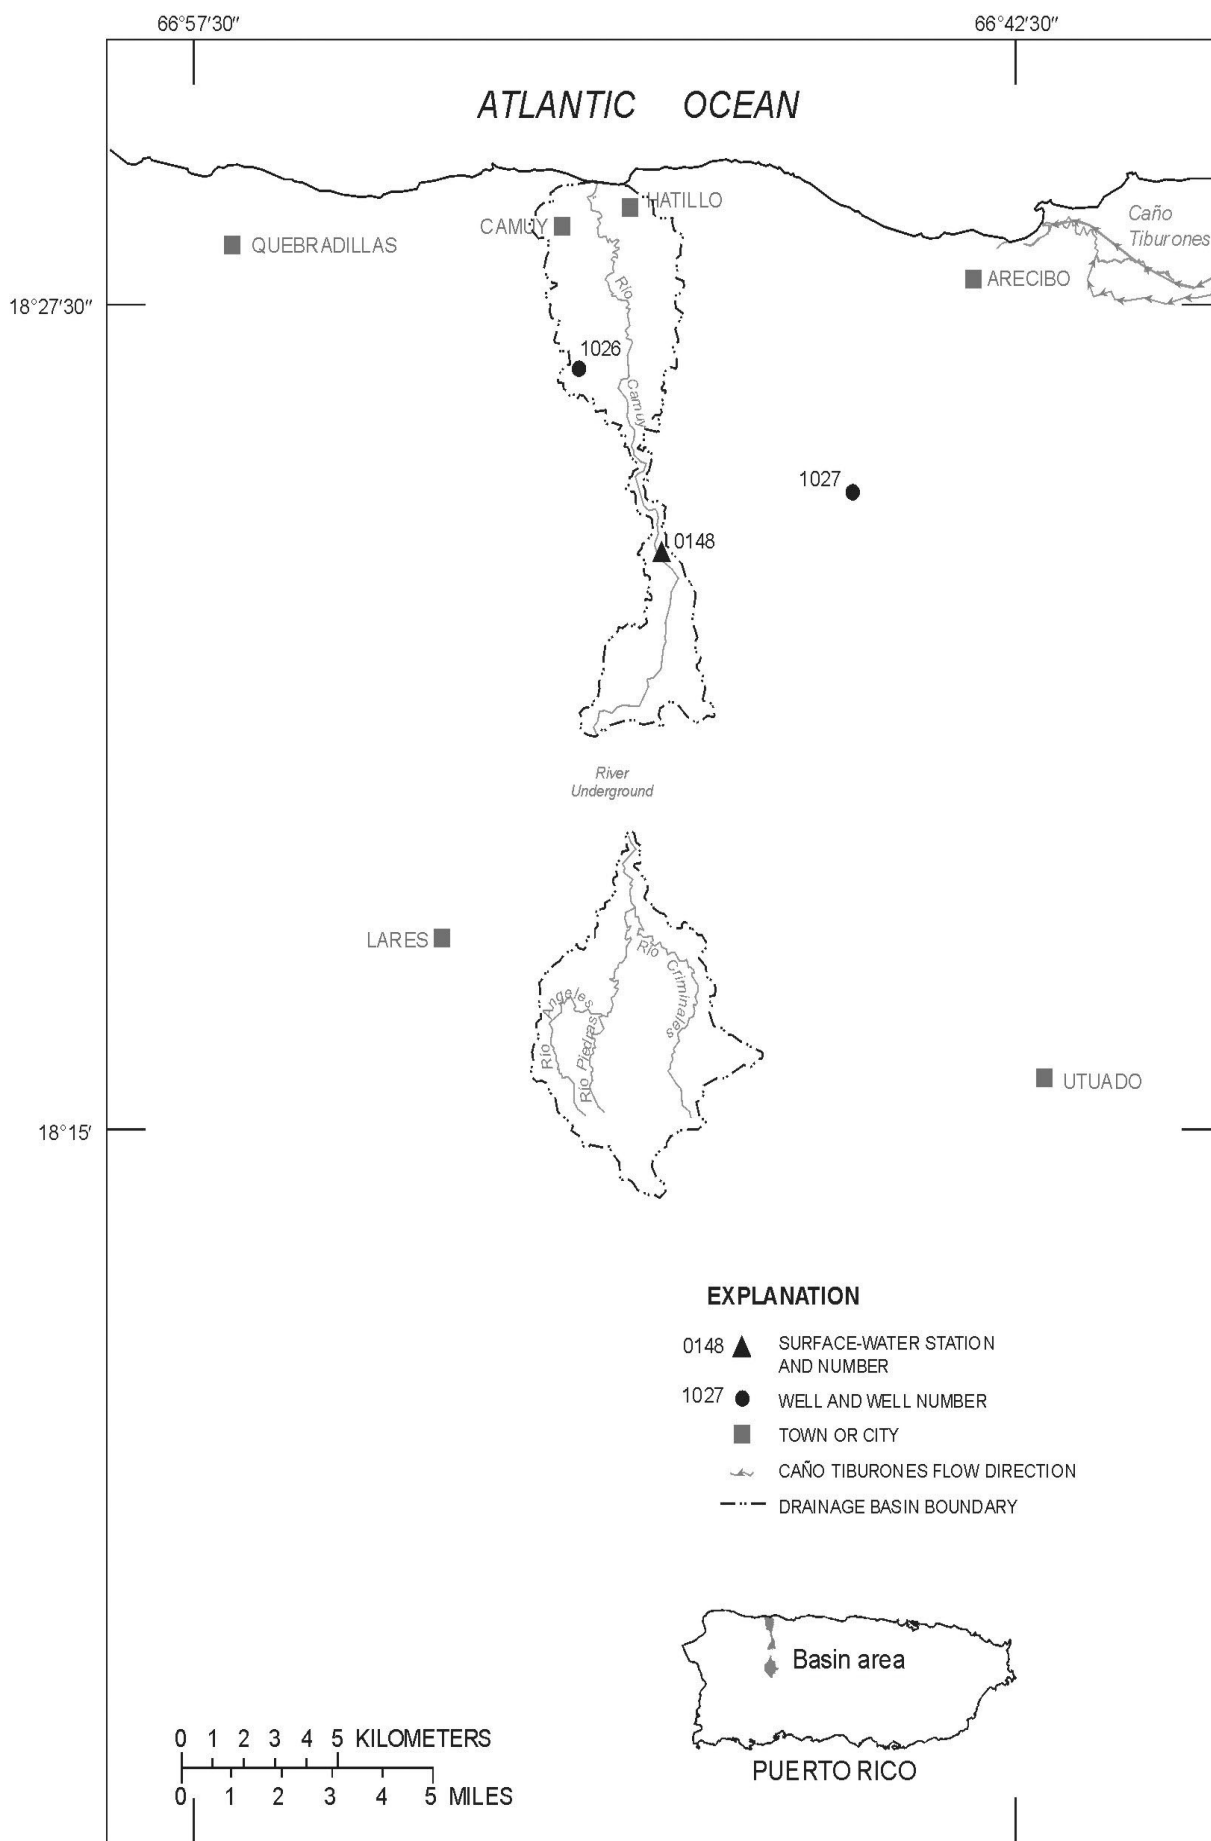 66°57'30" 66°42'30"
ATLANTIC OCEAN
HATILLO
CAMUY
QUEBRADILLAS
Caño
Tiburones
ARECIBO
18°27'30"
Río
1026
Camuy
1027
0148
River
Underground
LARES
Río Criminales
Río Angeles
Río Piedras
UTUADO
18°15'
EXPLANATION
0148 SURFACE-WATER STATION
AND NUMBER
1027 WELL AND WELL NUMBER
TOWN OR CITY
CAÑO TIBURONES FLOW DIRECTION
DRAINAGE BASIN BOUNDARY
Basin area
PUERTO RICO
0 1 2 3 4 5 KILOMETERS
0 1 2 3 4 5 MILES